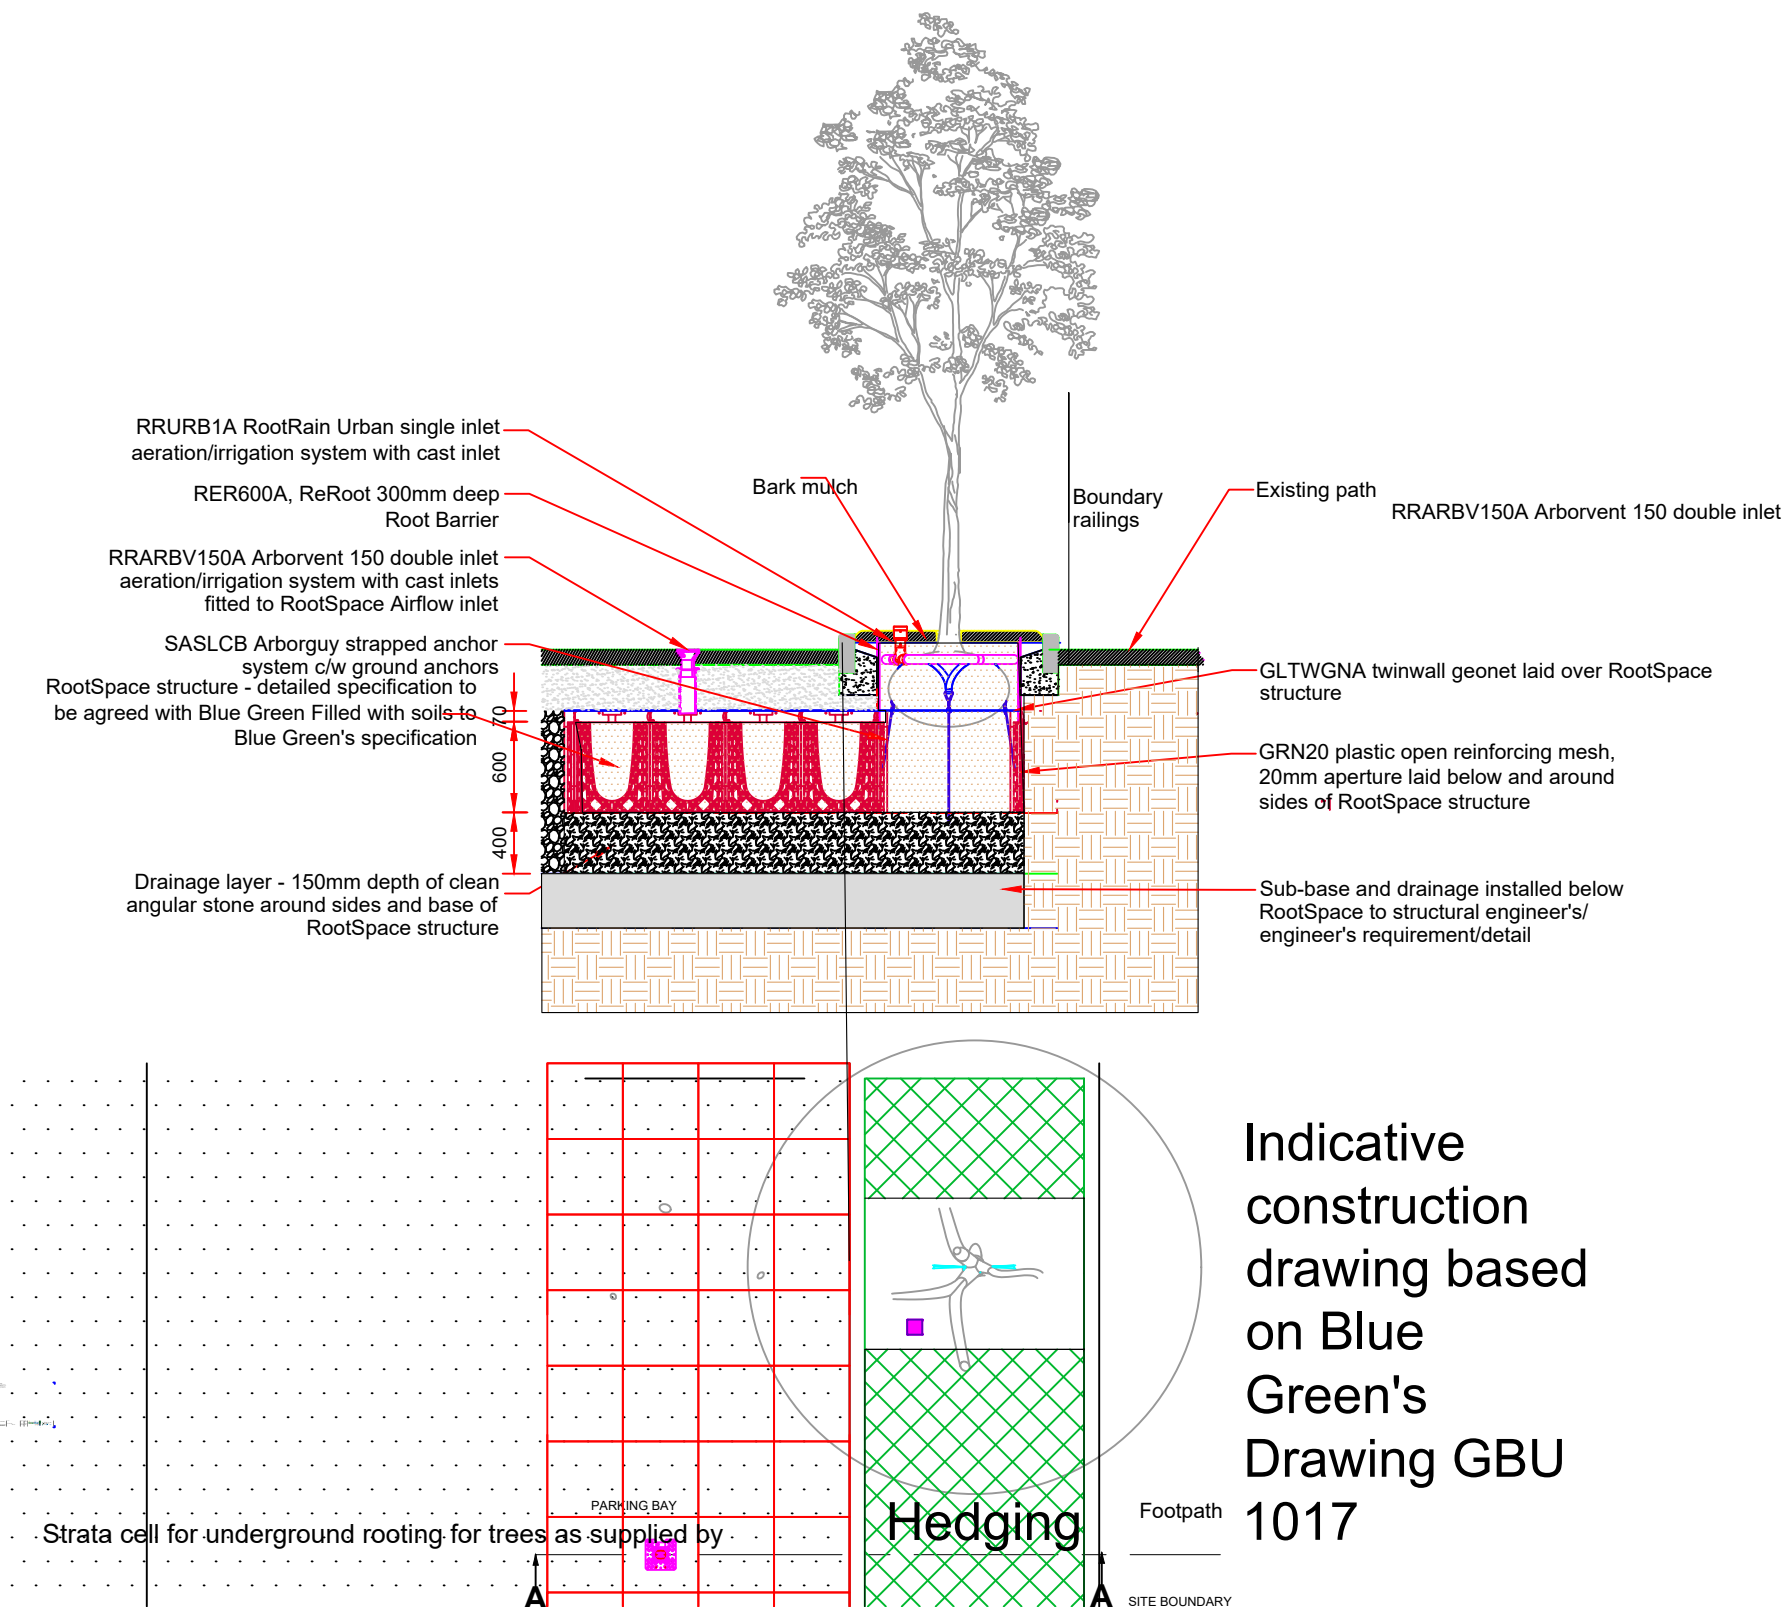 RRURB1A RootRain Urban single inlet
aeration/irrigation system with cast inlet
RER600A, ReRoot 300mm deep
Root Barrier
RRARBV150A Arborvent 150 double inlet
aeration/irrigation system with cast inlets
fitted to RootSpace Airflow inlet
SASLCB Arborguy strapped anchor
system c/w ground anchors
RootSpace structure - detailed specification to
be agreed with Blue Green Filled with soils to
Blue Green's specification
70
600
400
Drainage layer - 150mm depth of clean
angular stone around sides and base of
RootSpace structure
Bark mulch
Boundary
railings
Existing path
RRARBV150A Arborvent 150 double inlet
GLTWGNA twinwall geonet laid over RootSpace
structure
GRN20 plastic open reinforcing mesh,
20mm aperture laid below and around
sides of RootSpace structure
Sub-base and drainage installed below
RootSpace to structural engineer's/
engineer's requirement/detail
Indicative
construction
drawing based
on Blue
Green's
Drawing GBU
1017
PARKING BAY
Strata cell for underground rooting for trees as supplied by
Hedging
Footpath
A
A
SITE BOUNDARY